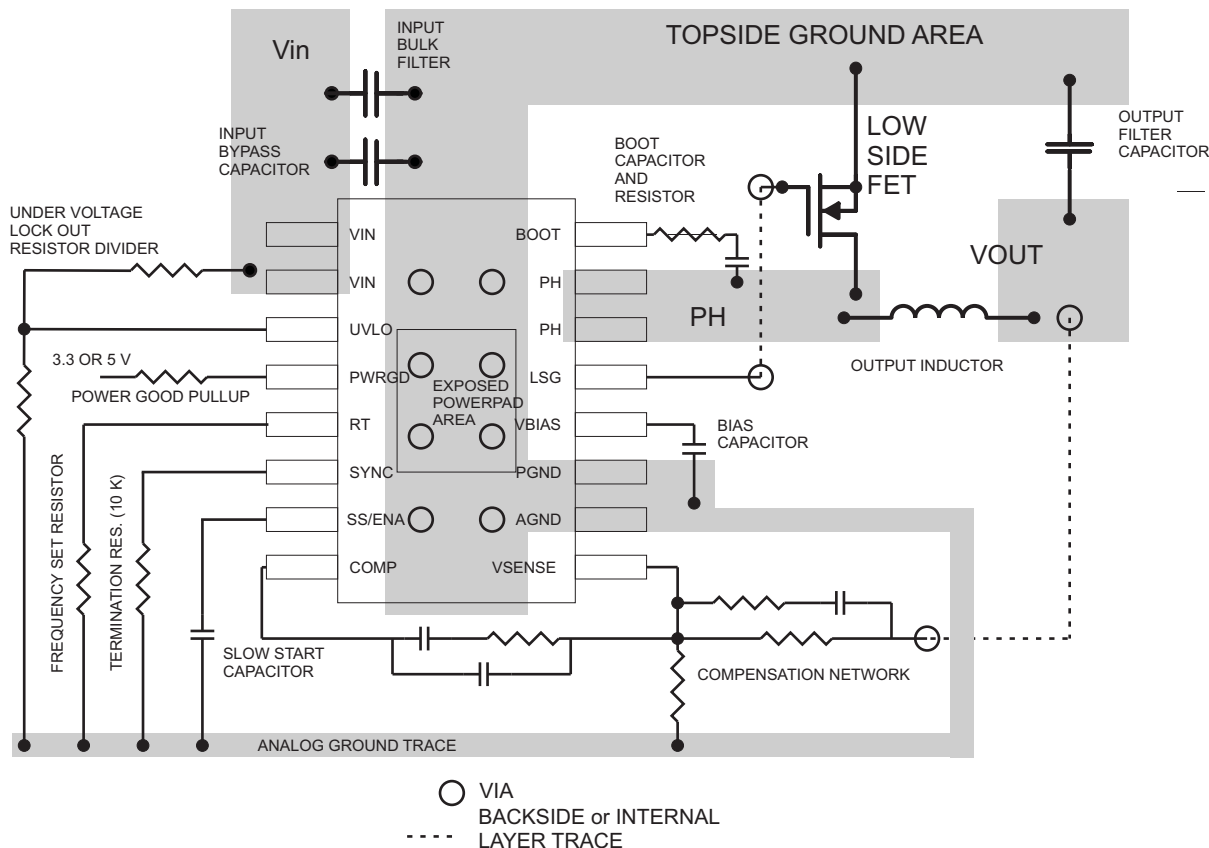 Vin
INPUT
BULK
FILTER
TOPSIDE GROUND AREA
INPUT
BYPASS
CAPACITOR
BOOT
CAPACITOR
AND
RESISTOR
LOW
SIDE
FET
OUTPUT
FILTER
CAPACITOR
UNDER VOLTAGE
LOCK OUT
RESISTOR DIVIDER
VIN
BOOT
VIN
PH
VOUT
UVLO
PH
PH
OUTPUT INDUCTOR
3.3 OR 5 V
POWER GOOD PULLUP
PWRGD
LSG
EXPOSED
POWERPAD
AREA
RT
VBIAS
BIAS
CAPACITOR
SYNC
PGND
SS/ENA
AGND
COMP
VSENSE
FREQUENCY SET RESISTOR
TERMINATION RES. (10 K)
SLOW START
CAPACITOR
COMPENSATION NETWORK
ANALOG GROUND TRACE
VIA
BACKSIDE or INTERNAL
LAYER TRACE